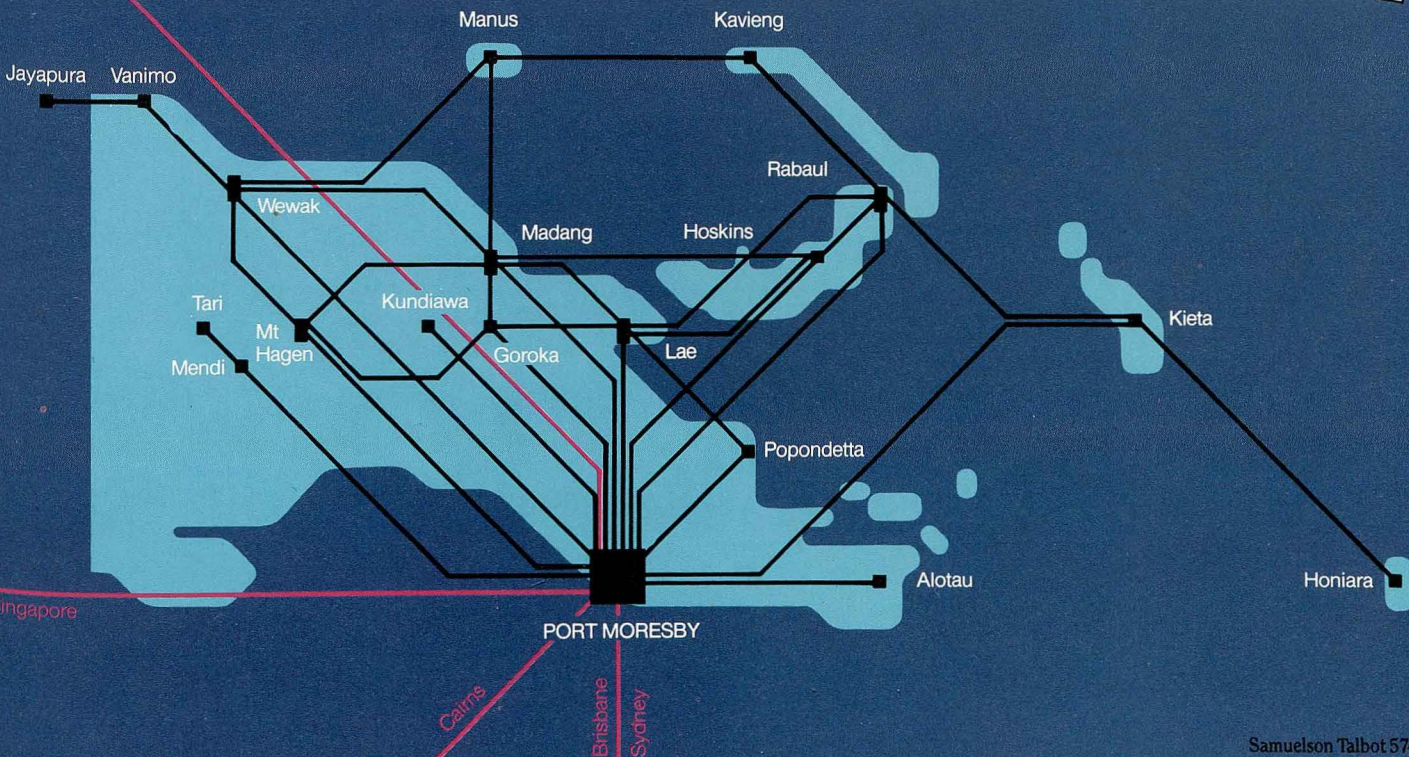 Manus
Kavieng
Jayapura
Vanimo
Rabaul
Wewak
Madang
Hoskins
Tari
Kundiawa
Mt
Hagen
Kieta
Goroka
Lae
Mendi
Popondetta
Alotau
Honiara
ingapore
PORT MORESBY
Cairns
Brisbane
Sydney
Samuelson Talbot 57